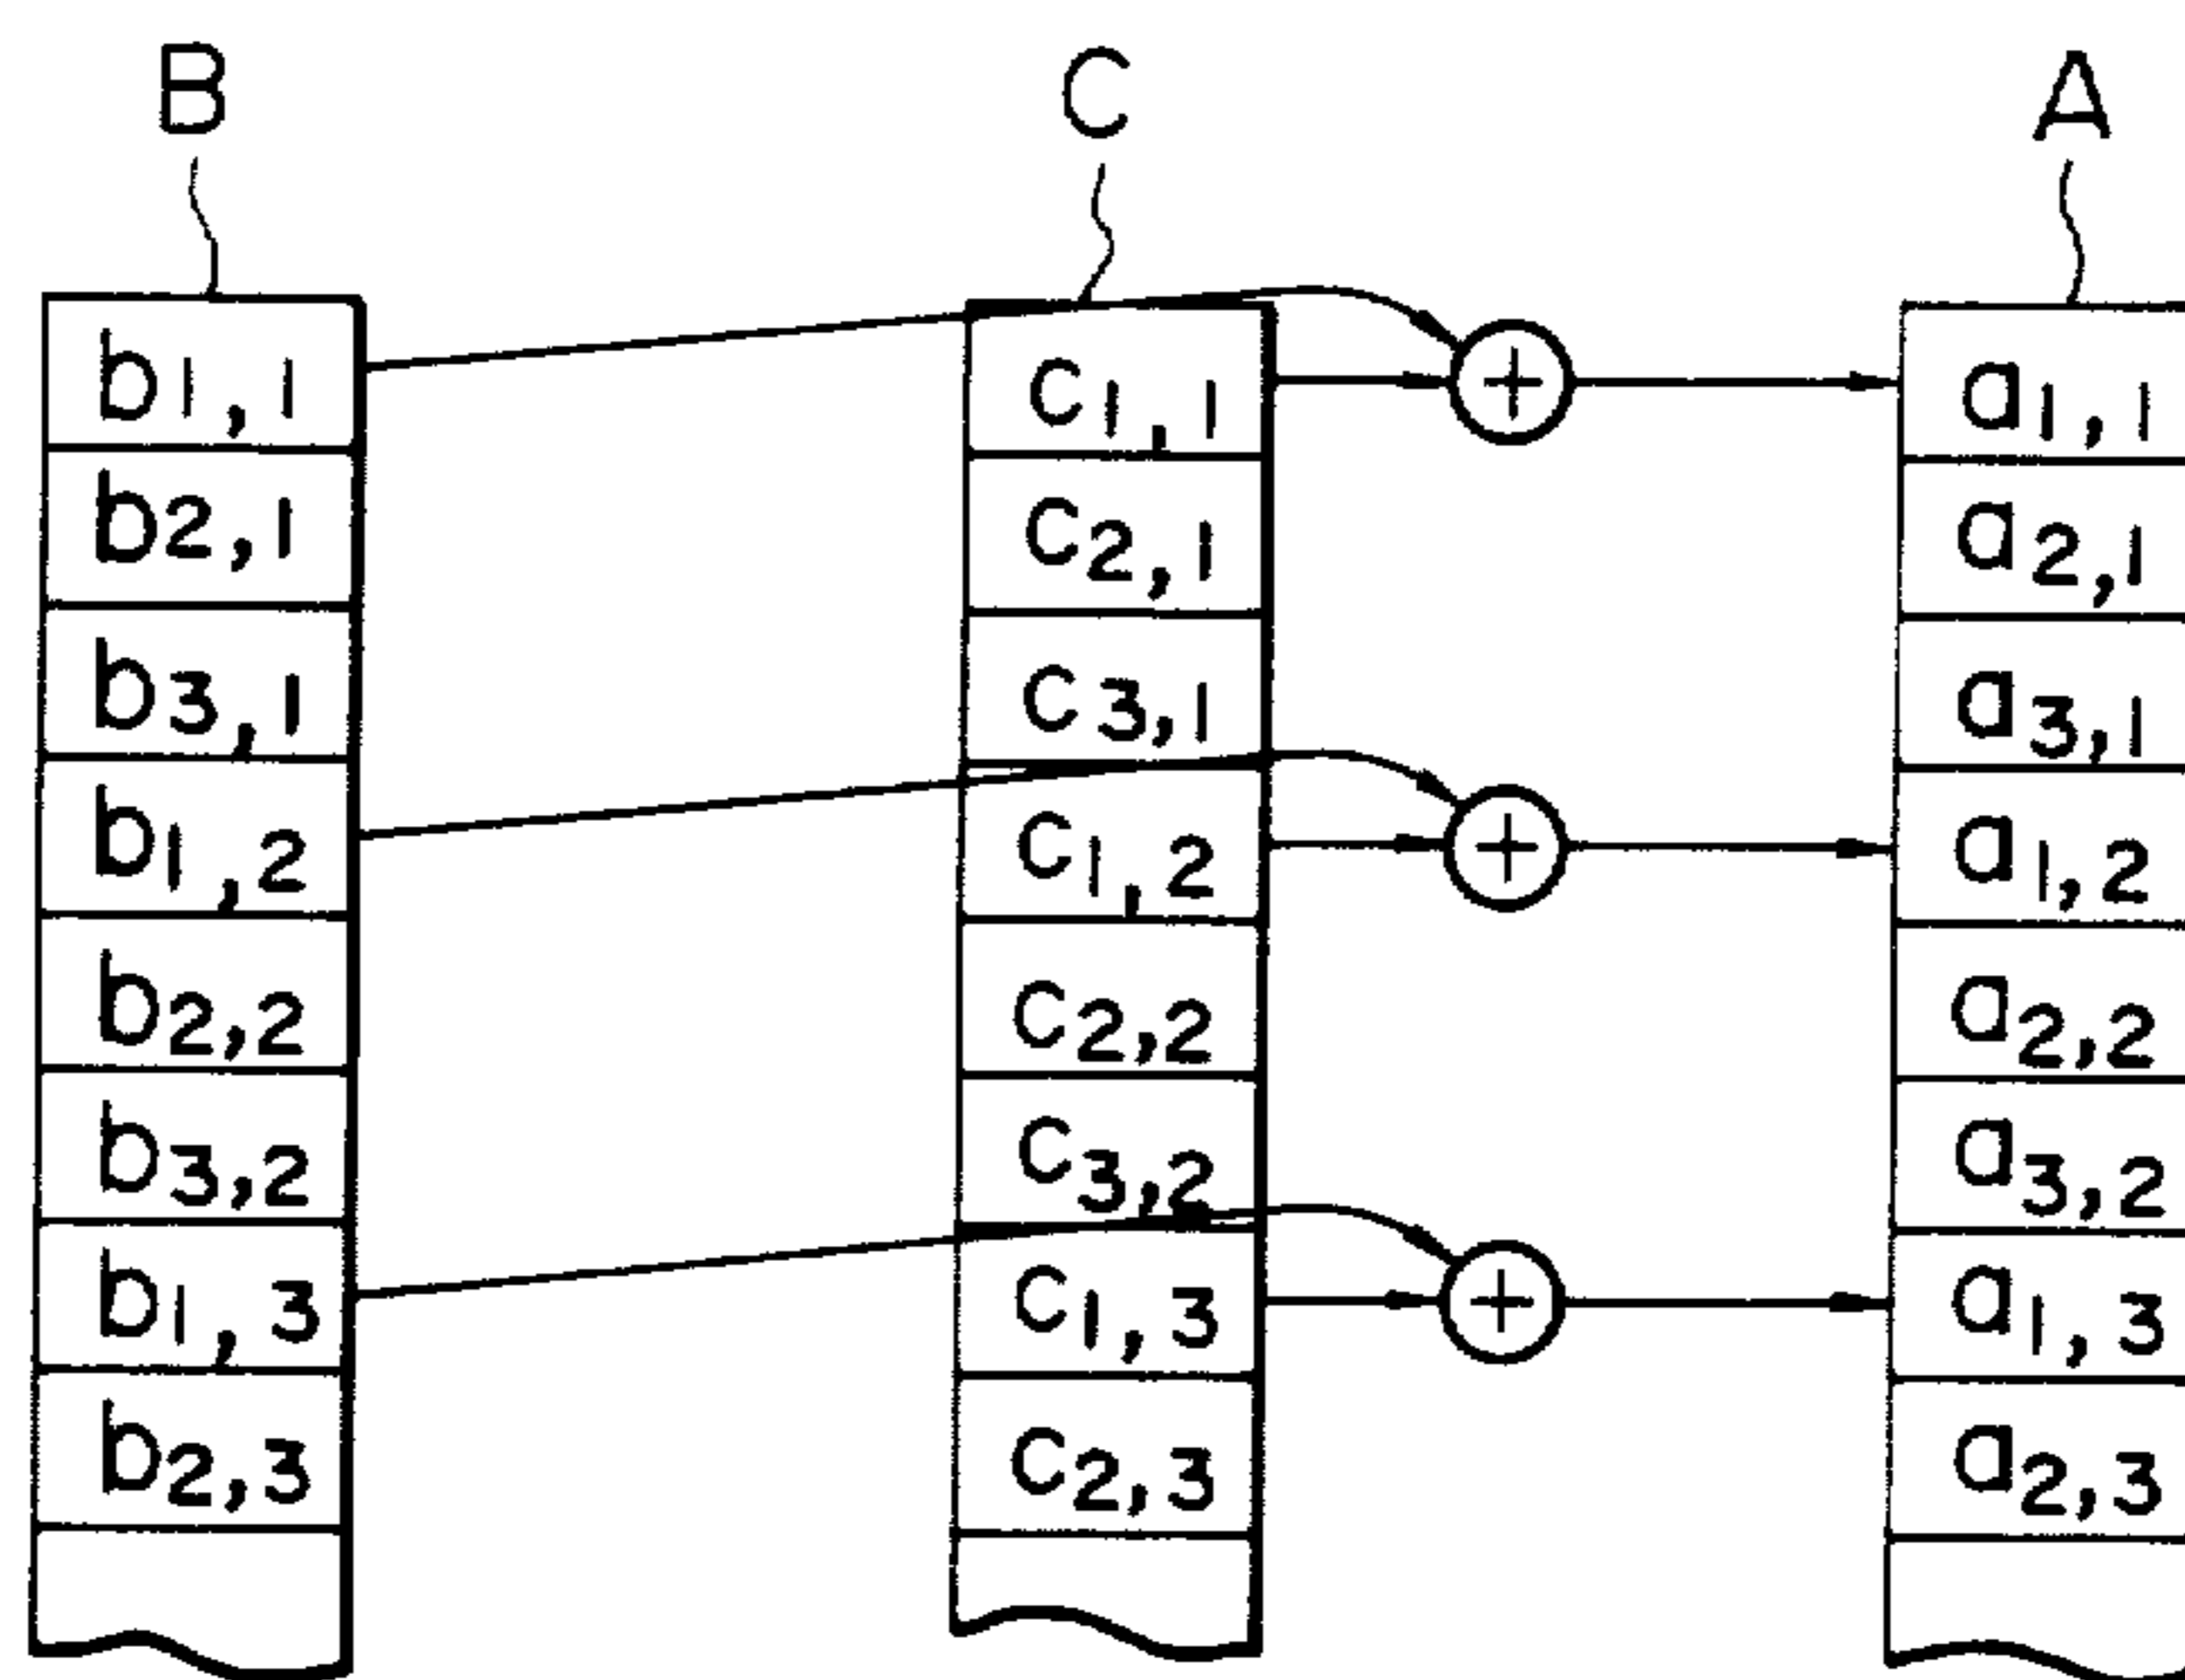 B C A
b1,1 c1,1 + a1,1
b2,1 c2,1 a2,1
b3,1 c3,1 a3,1
b1,2 c1,2 + a1,2
b2,2 c2,2 a2,2
b3,2 c3,2 a3,2
b1,3 c1,3 + a1,3
b2,3 c2,3 a2,3